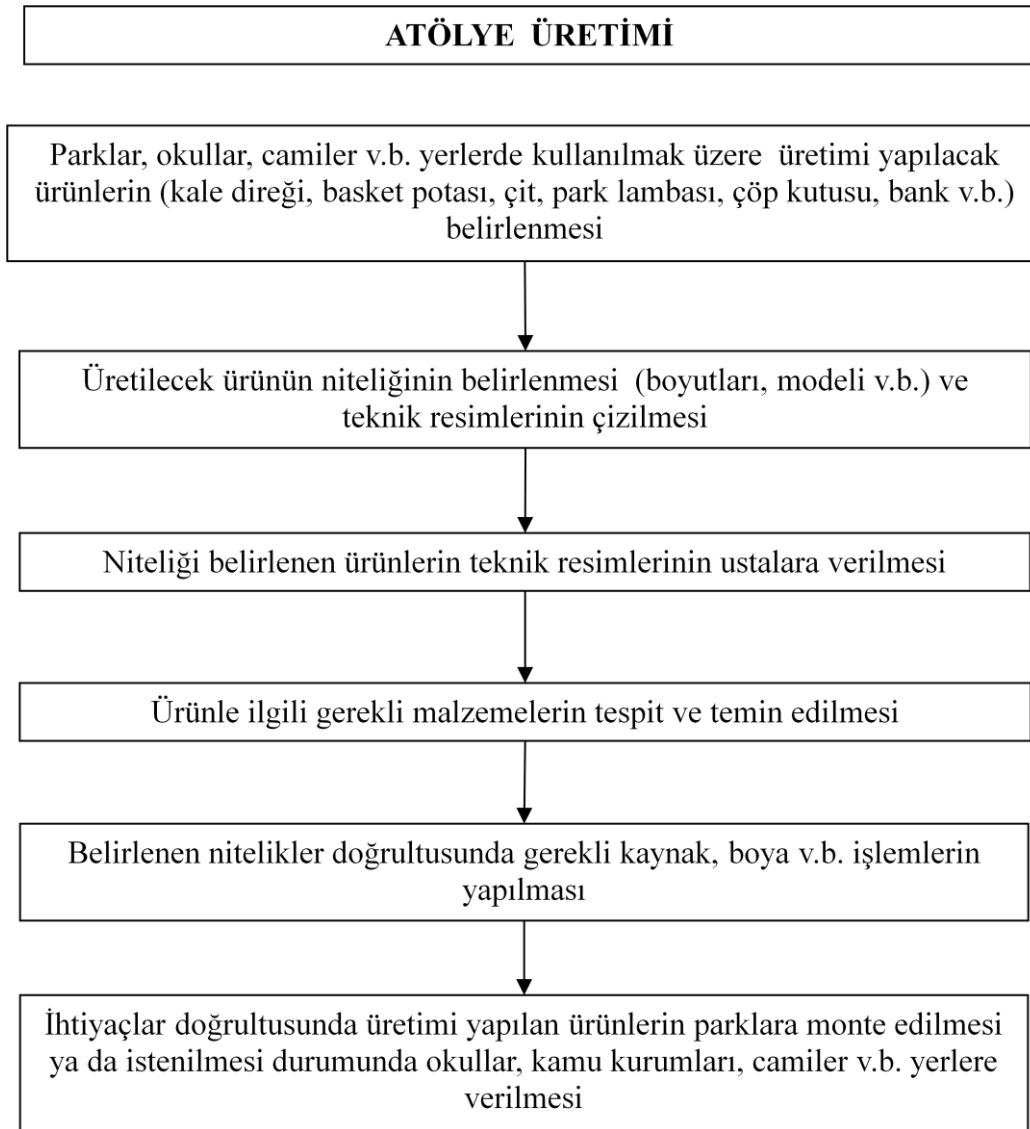 ATÖLYE ÜRETİMİ
Parklar, okullar, camiler v.b. yerlerde kullanılmak üzere üretimi yapılacak
ürünlerin (kale direği, basket potası, çit, park lambası, çöp kutusu, bank v.b.)
belirlenmesi
Üretilecek ürünün niteliğinin belirlenmesi (boyutları, modeli v.b.) ve
teknik resimlerinin çizilmesi
Niteliği belirlenen ürünlerin teknik resimlerinin ustalara verilmesi
Ürünle ilgili gerekli malzemelerin tespit ve temin edilmesi
Belirlenen nitelikler doğrultusunda gerekli kaynak, boya v.b. işlemlerin
yapılması
İhtiyaçlar doğrultusunda üretimi yapılan ürünlerin parklara monte edilmesi
ya da istenilmesi durumunda okullar, kamu kurumları, camiler v.b. yerlere
verilmesi